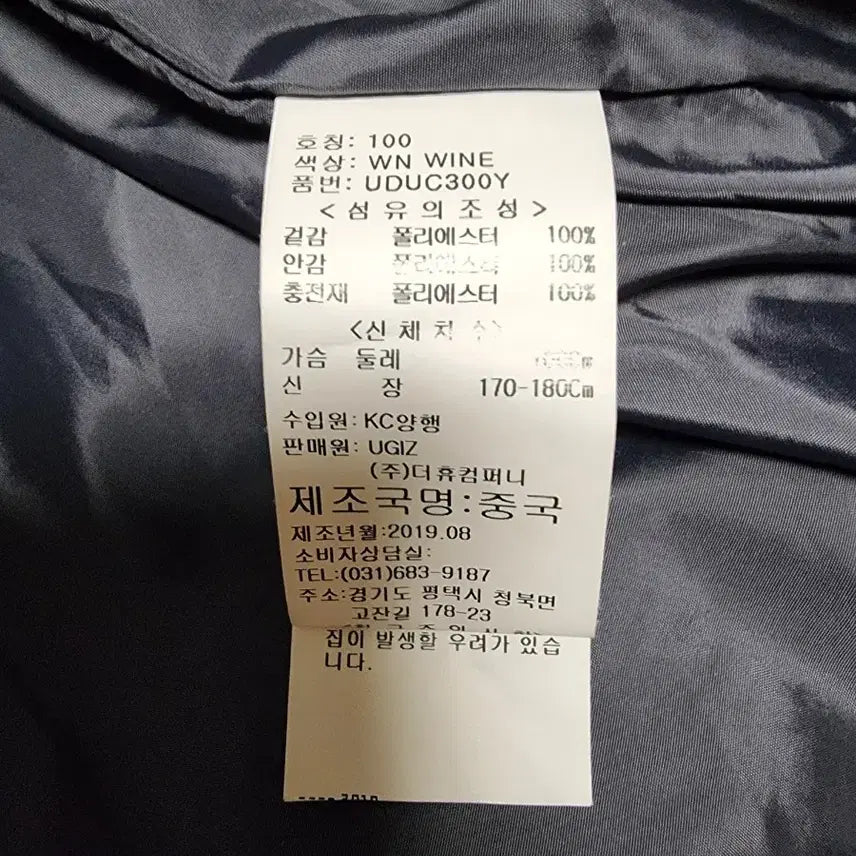 호칭: 100
색상: WN WINE
품번: UDUC300Y
<섬유의조성>
겉감 폴리에스터 100%
안감 폴리에스터 100%
충전재 폴리에스터 100%
<신체치수>
가슴 둘레
신 장 170-180Cm
수입원: KC양행
판매원: UGIZ
(주)더휴컴퍼니
제조국명:중국
제조년월:2019.08
소비자상담실:
TEL:(031)683-9187
주소:경기도 평택시 청북면
고잔길 178-23
집이 발생할 우려가 있습
니다.